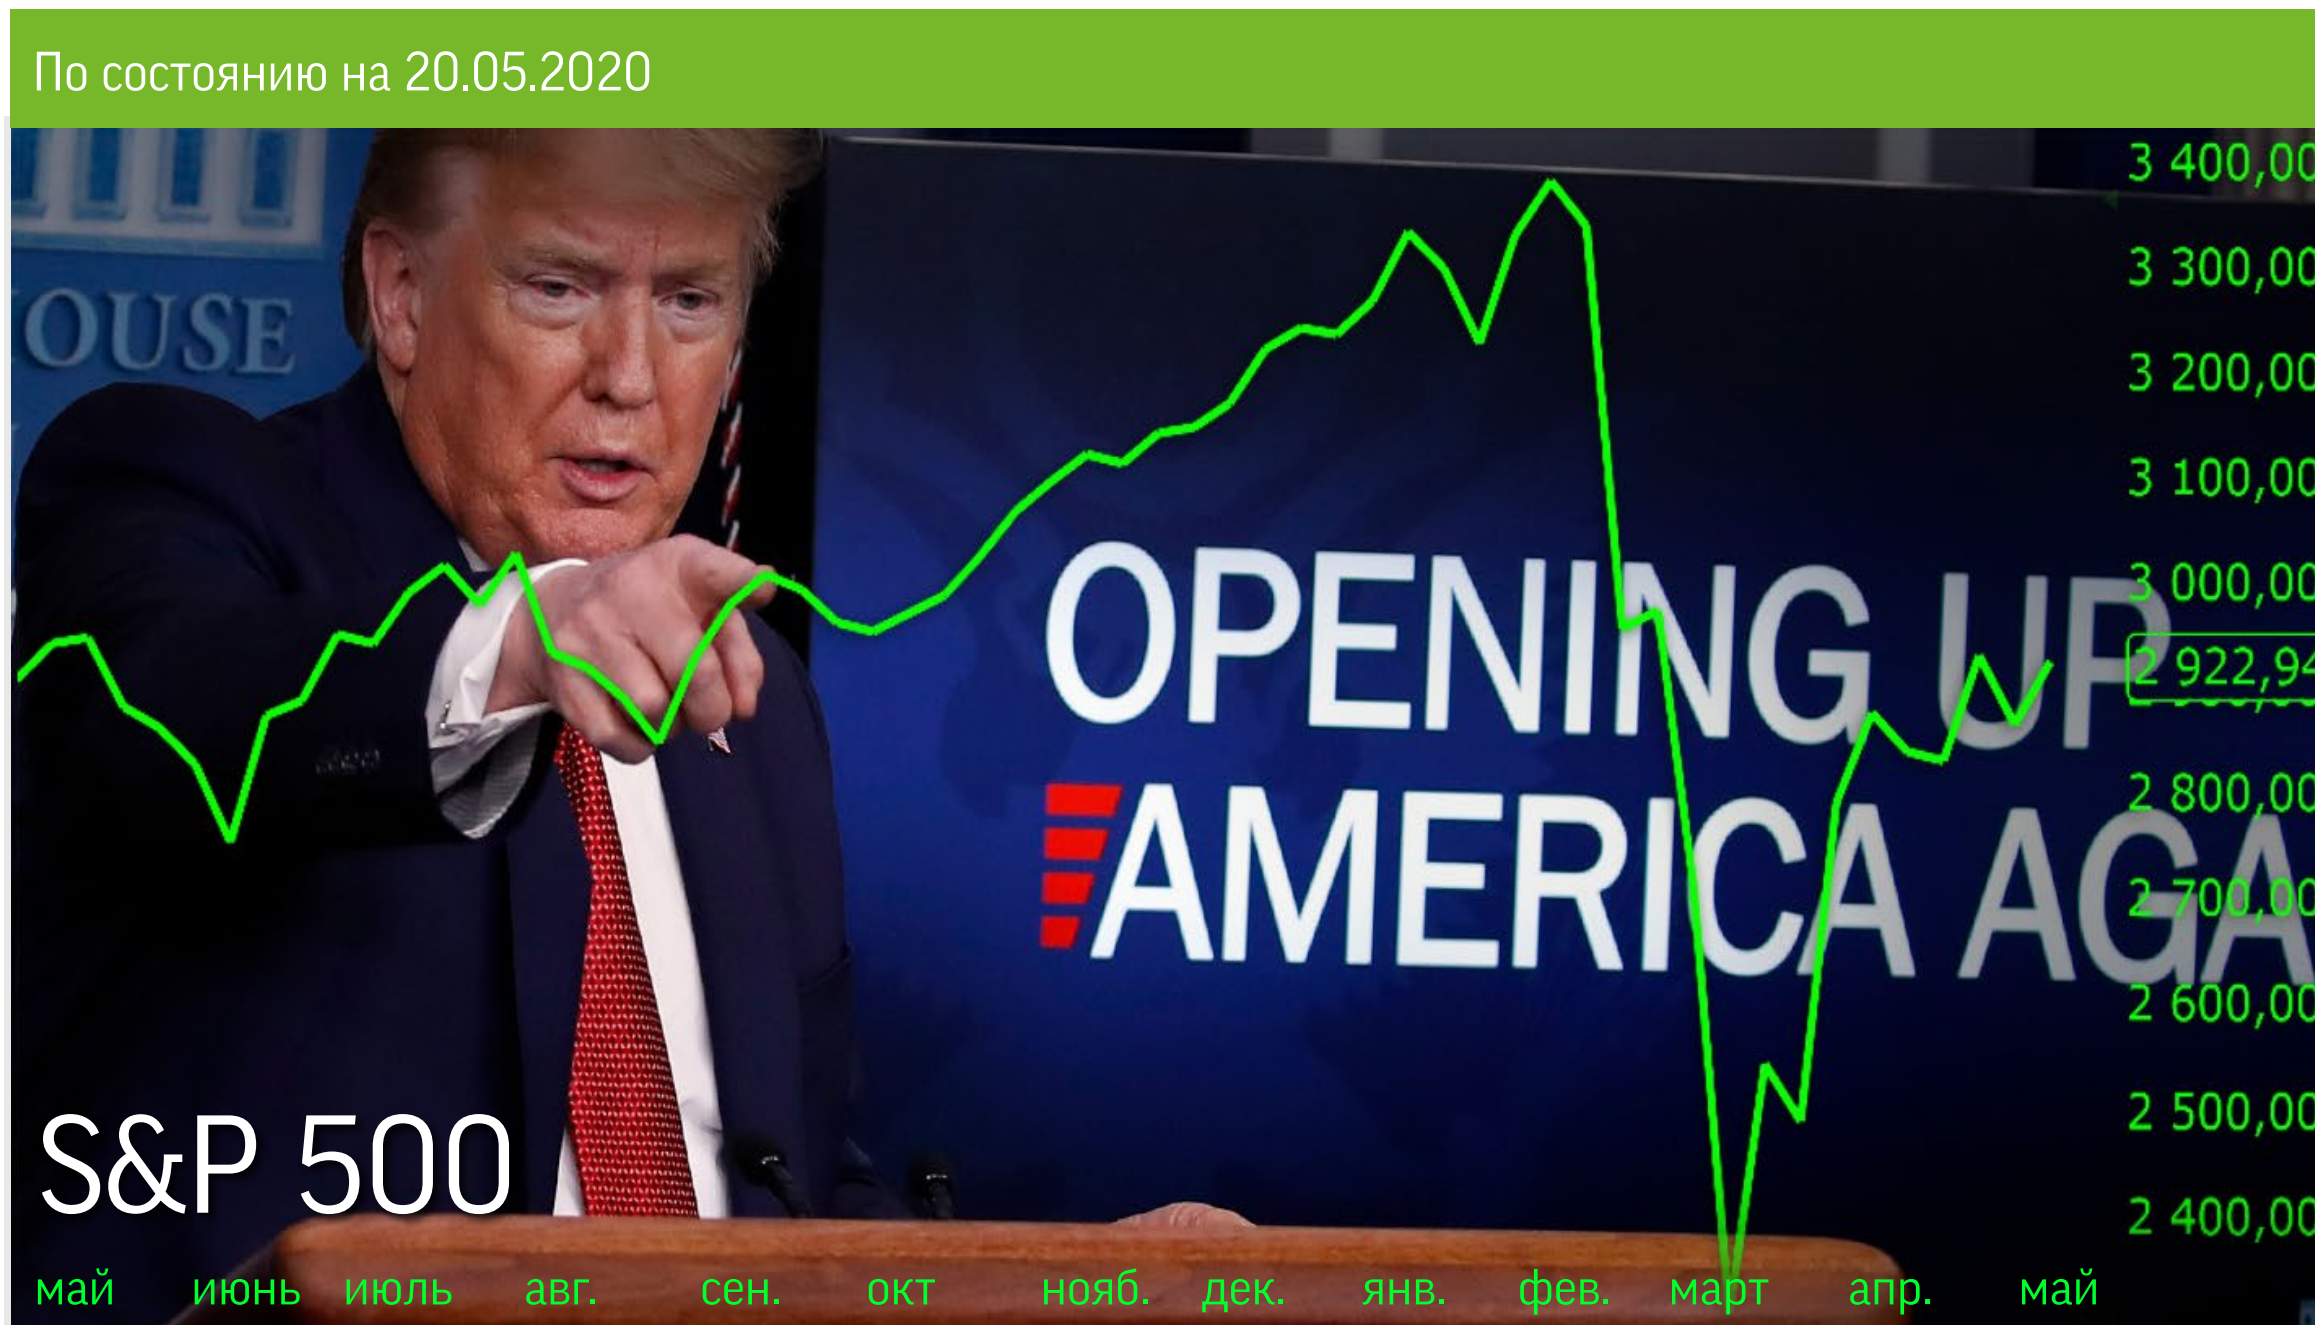 По состоянию на 20.05.2020
OUSE
OPENING UP
AMERICA AGA
3 400,00
3 300,00
3 200,00
3 100,00
3 000,00
2 922,94
2 800,00
2 700,00
2 600,00
2 500,00
2 400,00
S&P 500
май июнь июль авг. сен. окт нояб. дек. янв. фев. март апр. май